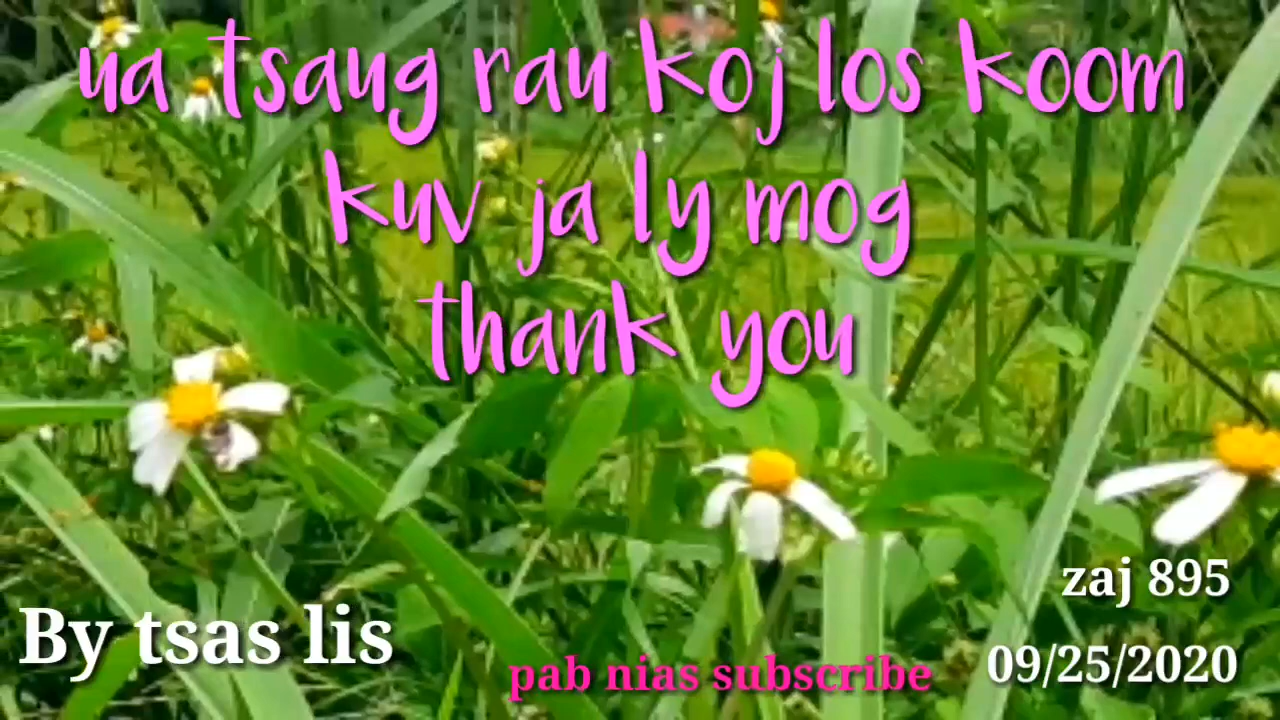 ua tsaug rau koj los koom
kuv ja ly mog
thank you
zaj 895
By tsas lis
pab nias subscribe
09/25/2020